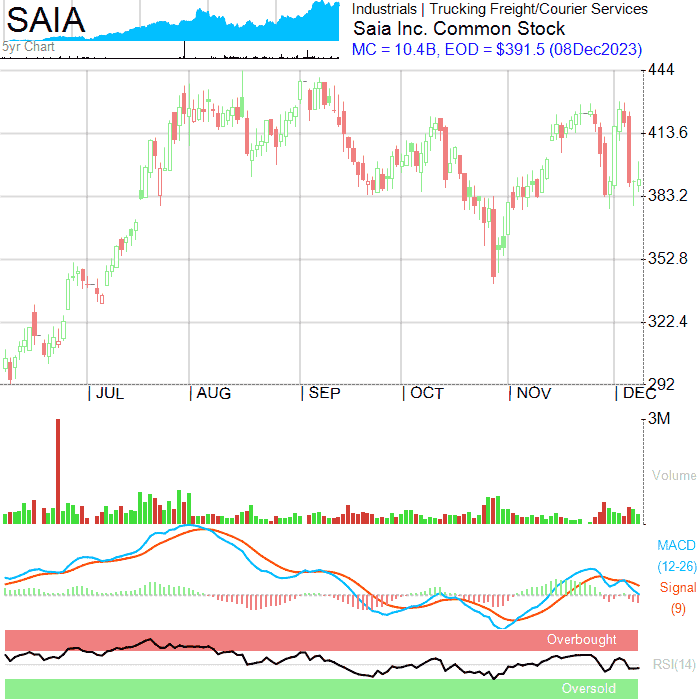 SAIA
Industrials | Trucking Freight/Courier Services
Saia Inc. Common Stock
5yr Chart
MC = 10.4B, EOD = $391.5 (08Dec2023)
444
413.6
383.2
352.8
322.4
292
| JUL | AUG | SEP | OCT | NOV | DEC
3M
Volume
MACD
(12-26)
Signal
(9)
Overbought
RSI(14)
Oversold